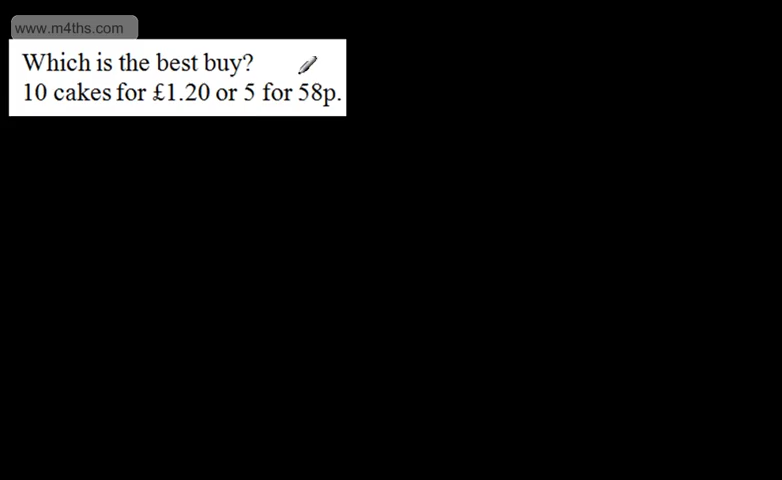 www.m4ths.com
Which is the best buy?
10 cakes for £1.20 or 5 for 58p.